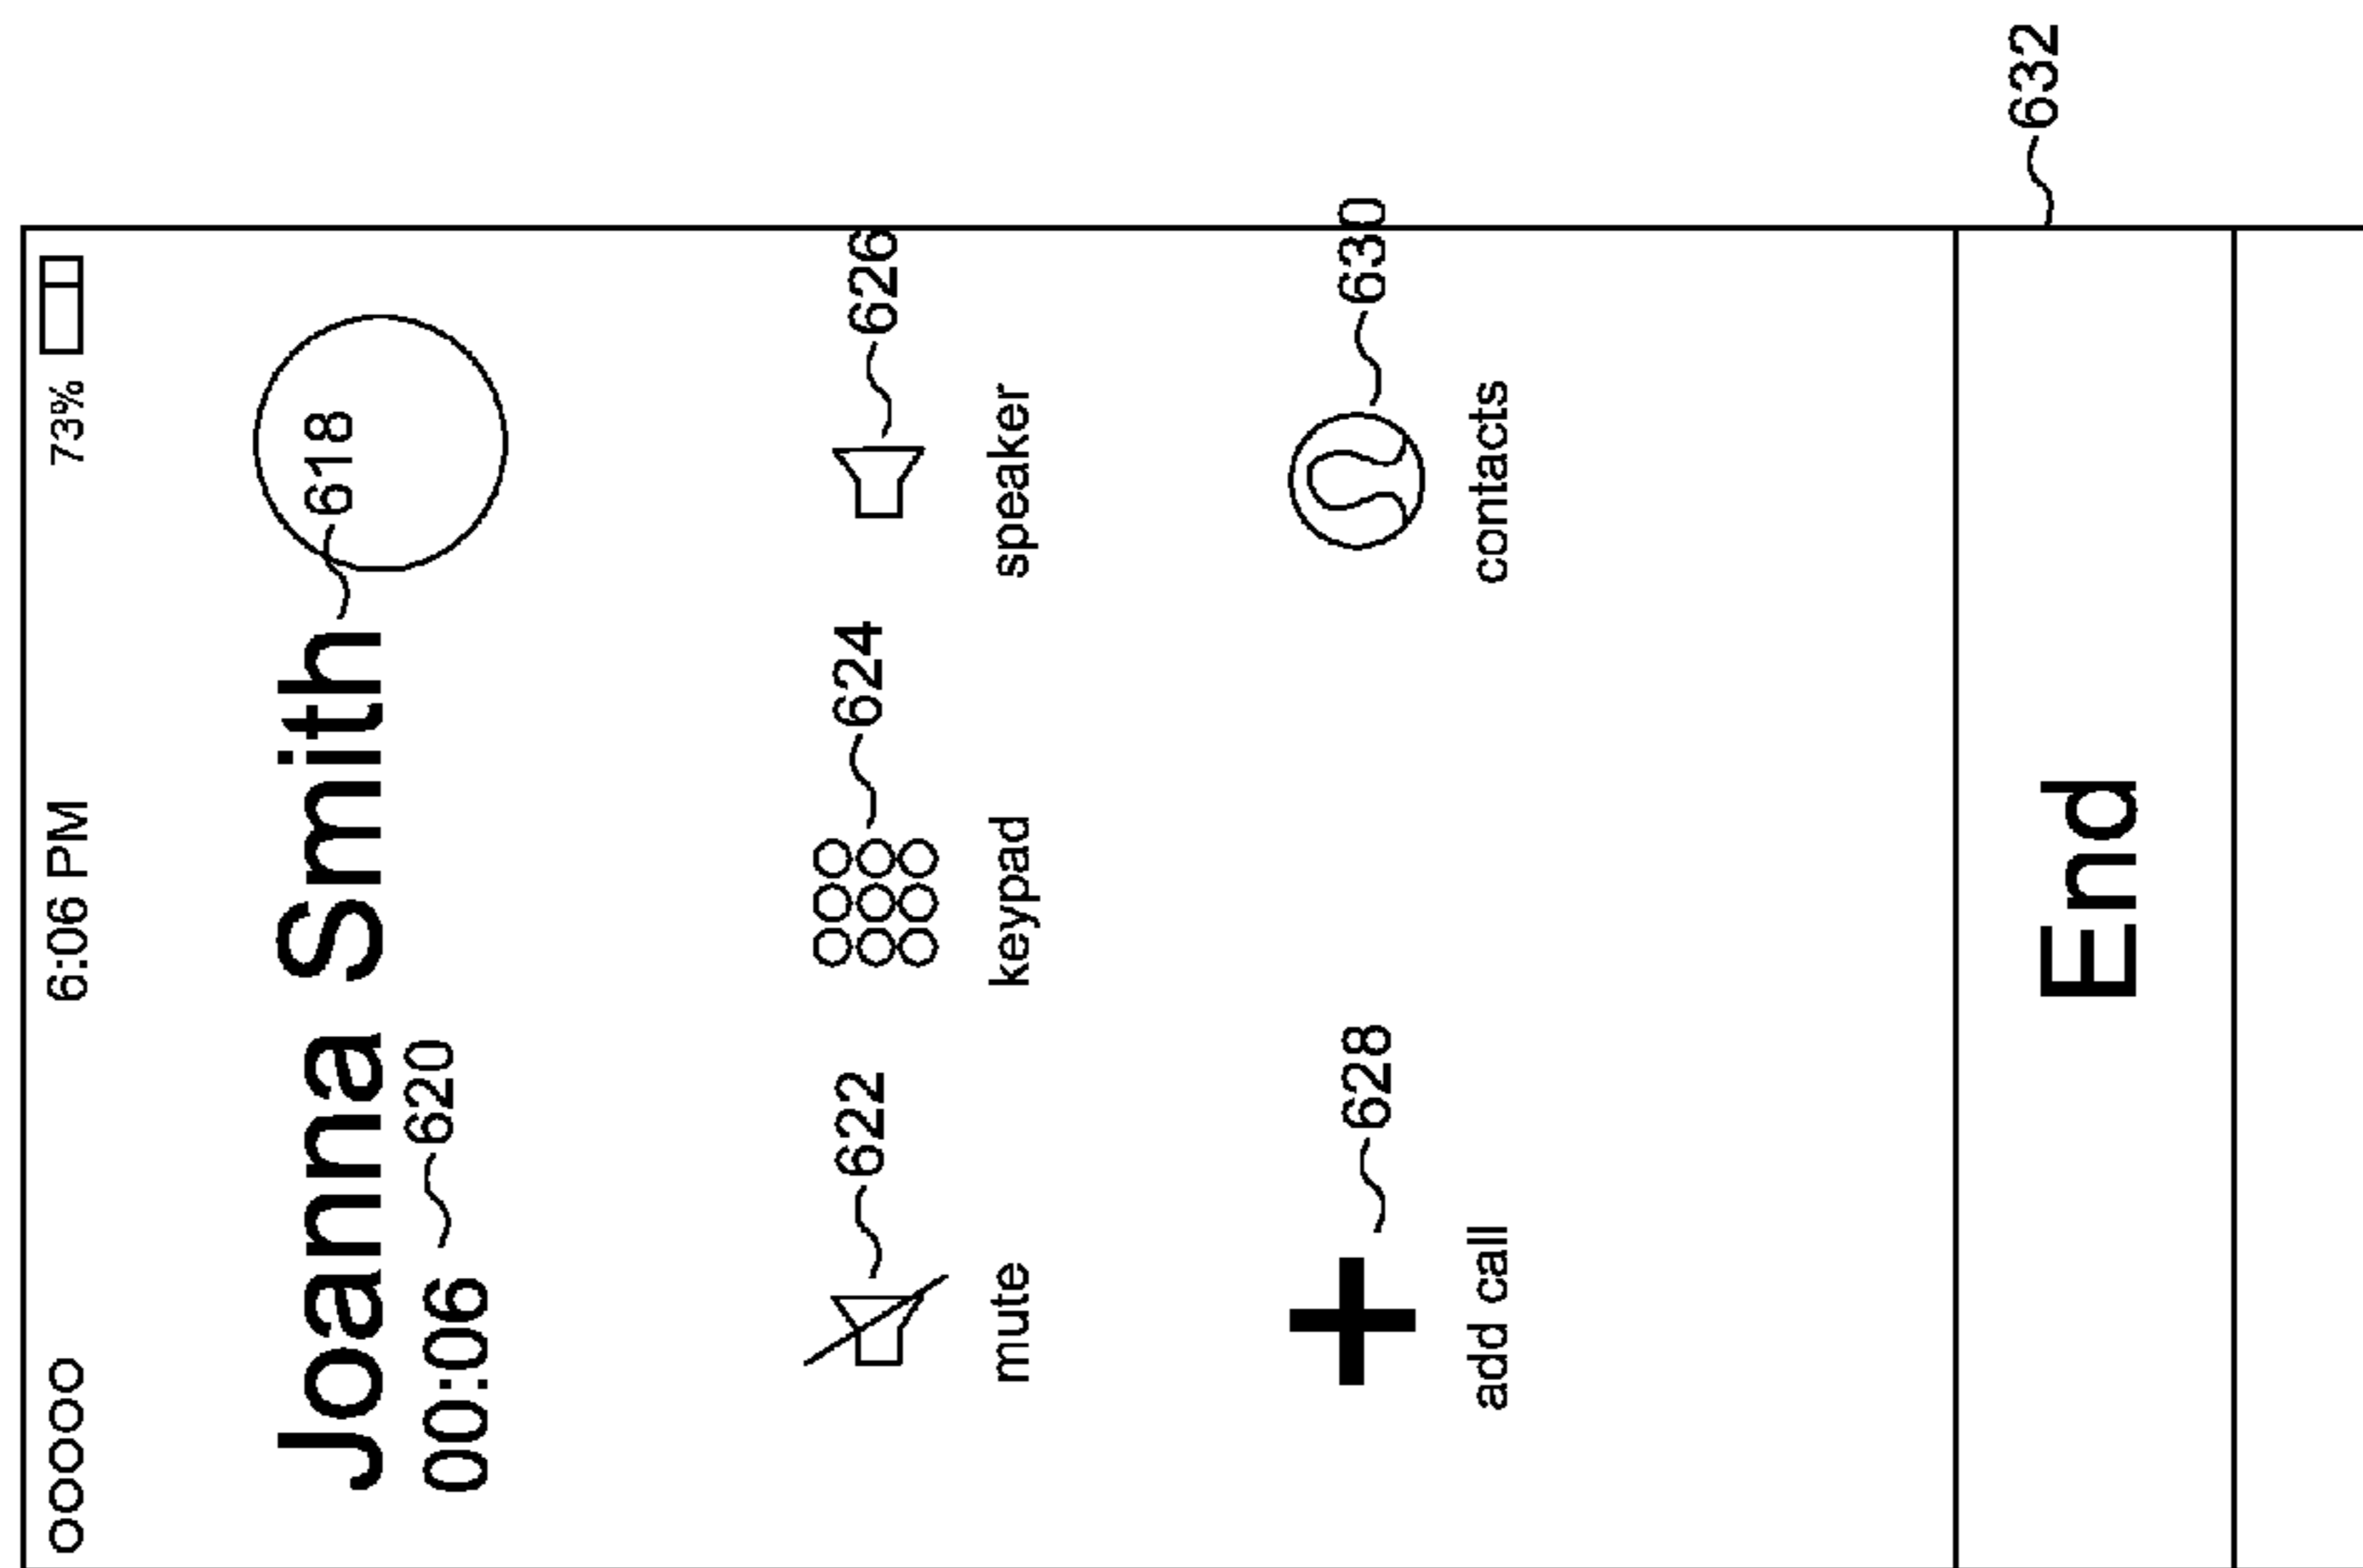 6:06 PM 73%
Joanna Smith 618
00:06 620
622 624 626
mute keypad speaker
628 630
add call contacts
End 632